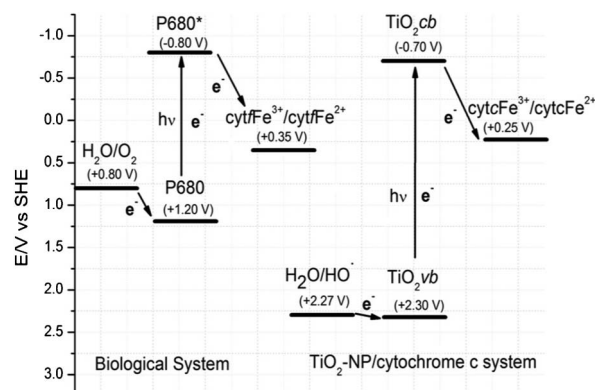 E/V vs SHE
-1.0
-0.5
0.0
0.5
1.0
1.5
2.0
2.5
3.0
P680*
(-0.80 V)
e⁻
hν
e⁻
cytfFe³⁺/cytfFe²⁺
(+0.35 V)
H₂O/O₂
(+0.80 V)
e⁻
P680
(+1.20 V)
Biological System
TiO₂cb
(-0.70 V)
e⁻
cytcFe³⁺/cytcFe²⁺
(+0.25 V)
hν
e⁻
H₂O/HO˙
(+2.27 V)
e⁻
TiO₂vb
(+2.30 V)
TiO₂-NP/cytochrome c system